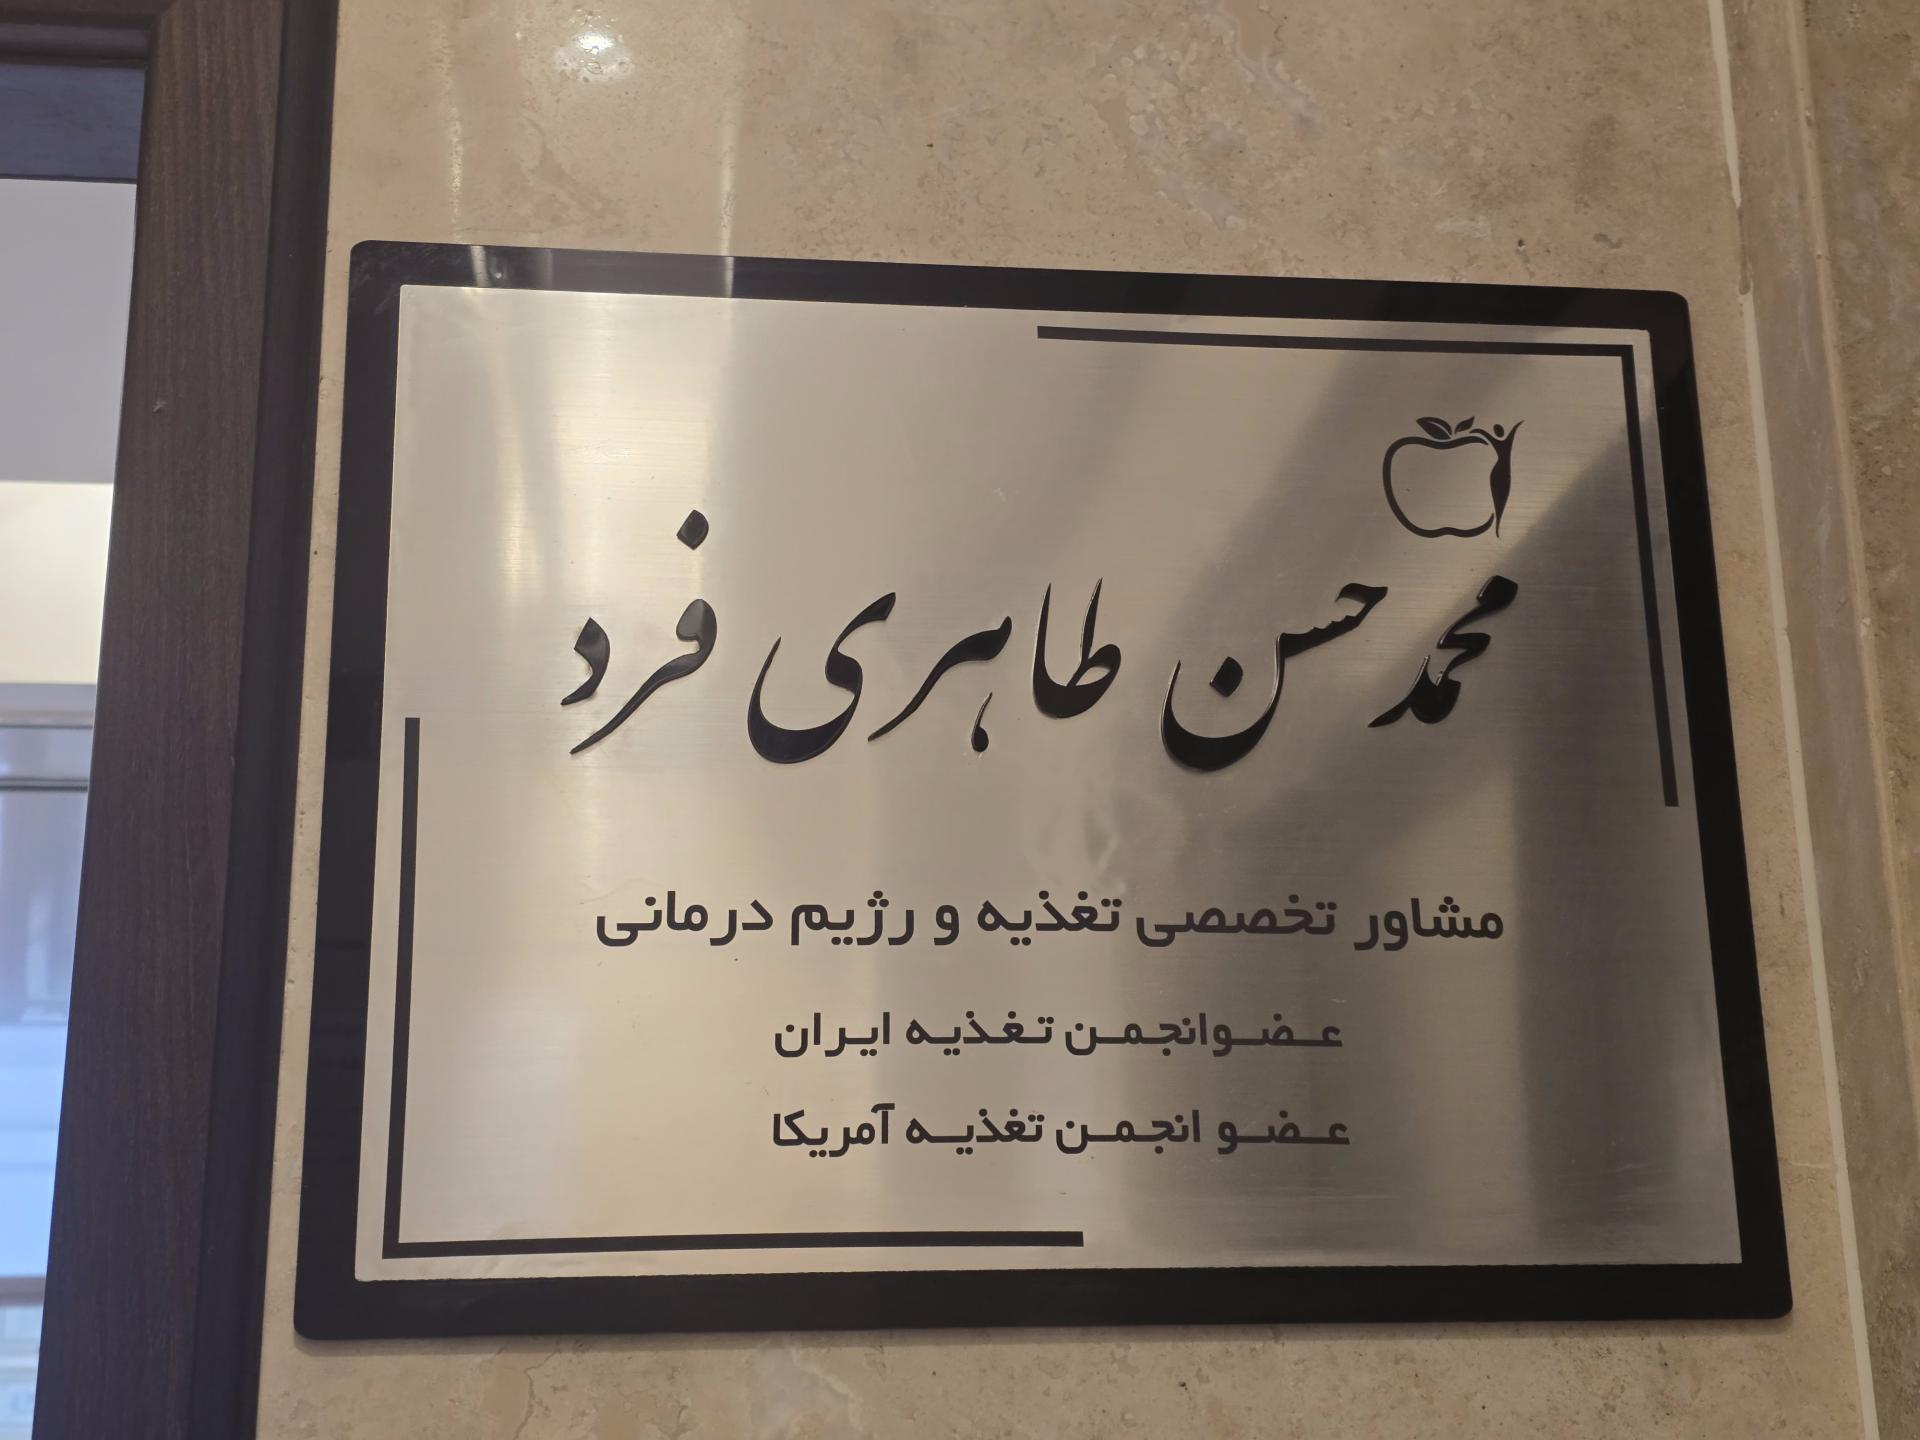 محمدحسن طاهری فرد
مشاور تخصصی تغذیه و رژیم درمانی
عضوانجمن تغذیه ایران
عضو انجمن تغذیه آمریکا